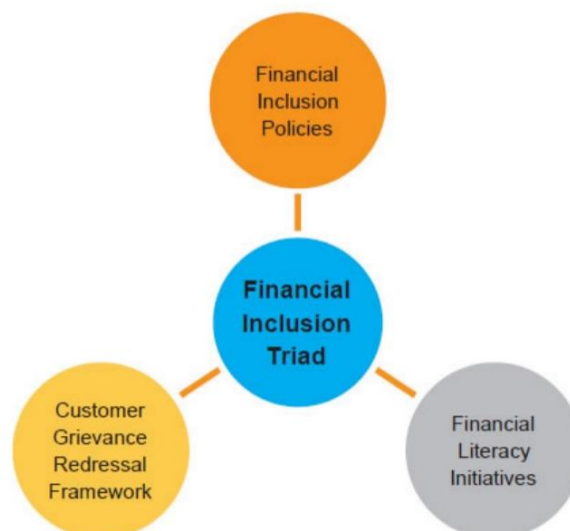 Financial
Inclusion
Policies
Financial
Inclusion
Triad
Customer
Grievance
Redressal
Framework
Financial
Literacy
Initiatives